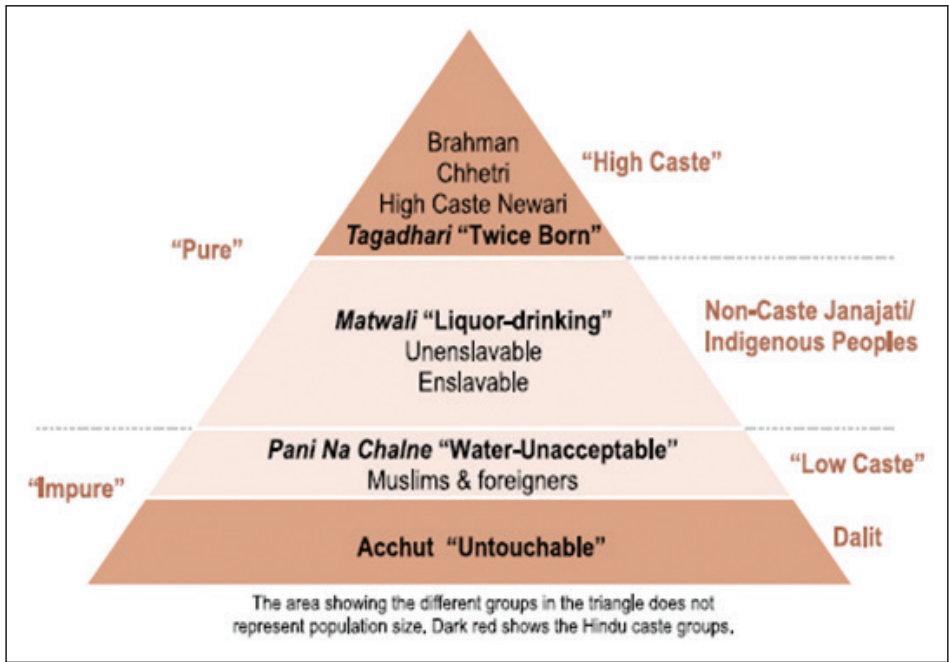 Brahman
Chhetri
High Caste Newari
Tagadhari “Twice Born”
“High Caste”
“Pure”
Matwali “Liquor-drinking”
Unenslavable
Enslavable
Non-Caste Janajati/
Indigenous Peoples
Pani Na Chalne “Water-Unacceptable”
Muslims & foreigners
“Low Caste”
“Impure”
Acchut “Untouchable”
Dalit
The area showing the different groups in the triangle does not
represent population size. Dark red shows the Hindu caste groups.